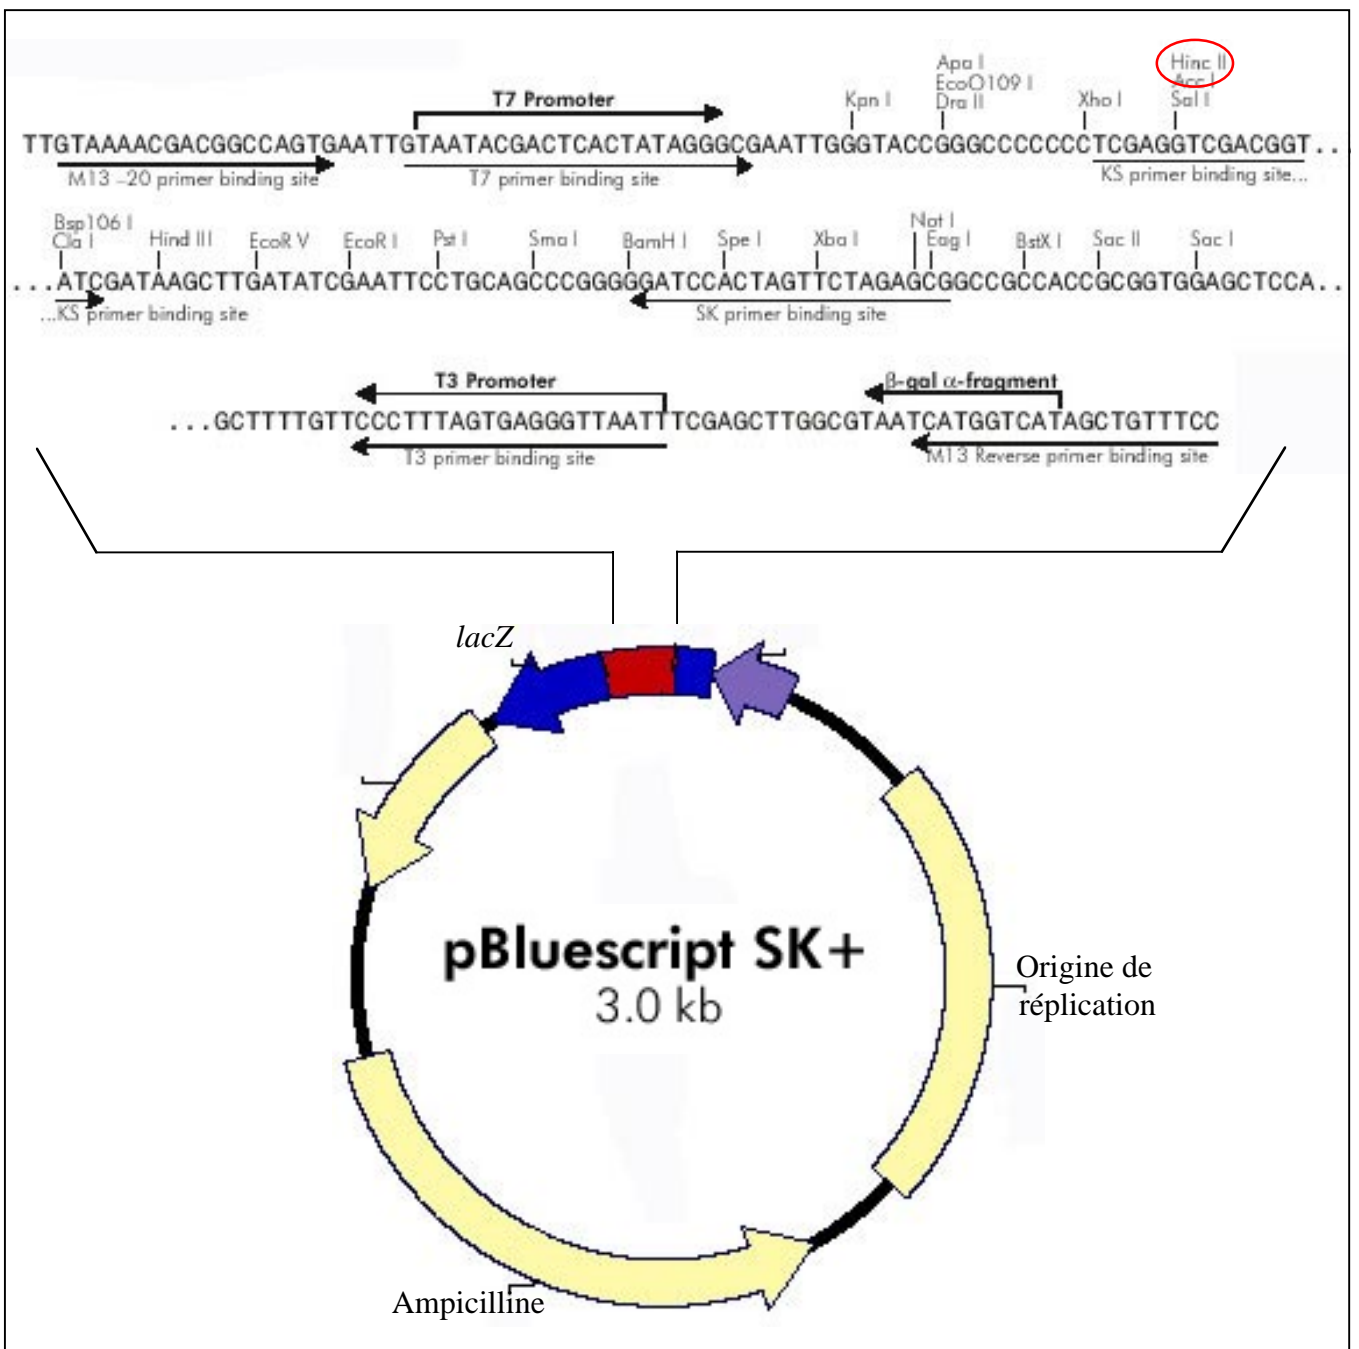 Apa I
Hinc II
EcoO109 I
Acc I
T7 Promoter
Kpn I
Dra II
Xho I
Sal I
TTGTAAAACGACGGCCAGTGAATTGTAATACGACTCACTATAGGGCGAATTGGGTACCGGGCCCCCCCTCGAGGTCGACGGT...
M13 –20 primer binding site
T7 primer binding site
KS primer binding site...
Bsp106 I
Not I
Cla I
Hind III
EcoR V
EcoR I
Pst I
Sma I
BamH I
Spe I
Xba I
Eag I
BstX I
Sac II
Sac I
...ATCGATAAGCTTGATATCGAATTCCTGCAGCCCGGGGGATCCACTAGTTCTAGAGCGGCCGCCACCGCGGTGGAGCTCCA..
...KS primer binding site
SK primer binding site
T3 Promoter
β-gal α-fragment
...GCTTTTGTTCCCTTTAGTGAGGGTTAATTTCGAGCTTGGCGTAATCATGGTCATAGCTGTTTCC
T3 primer binding site
M13 Reverse primer binding site
lacZ
pBluescript SK+
3.0 kb
Origine de
réplication
Ampicilline